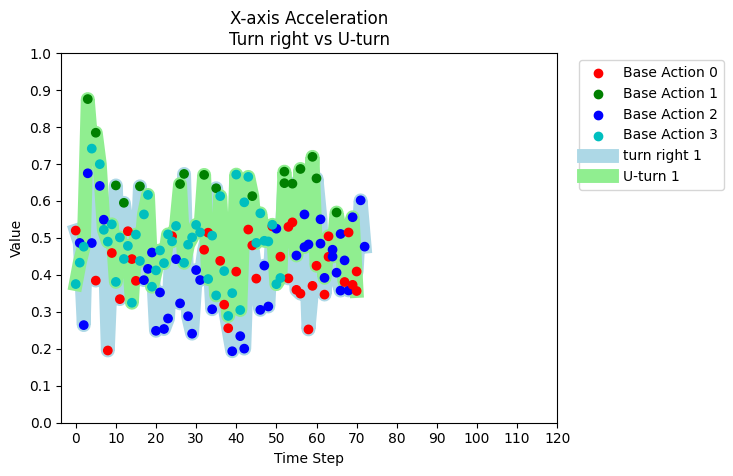 X-axis Acceleration
Turn right vs U-turn
1.0
0.9
0.8
0.7
0.6
0.5
0.4
0.3
0.2
0.1
0.0
Value
0 10 20 30 40 50 60 70 80 90 100 110 120
Time Step
Base Action 0
Base Action 1
Base Action 2
Base Action 3
turn right 1
U-turn 1